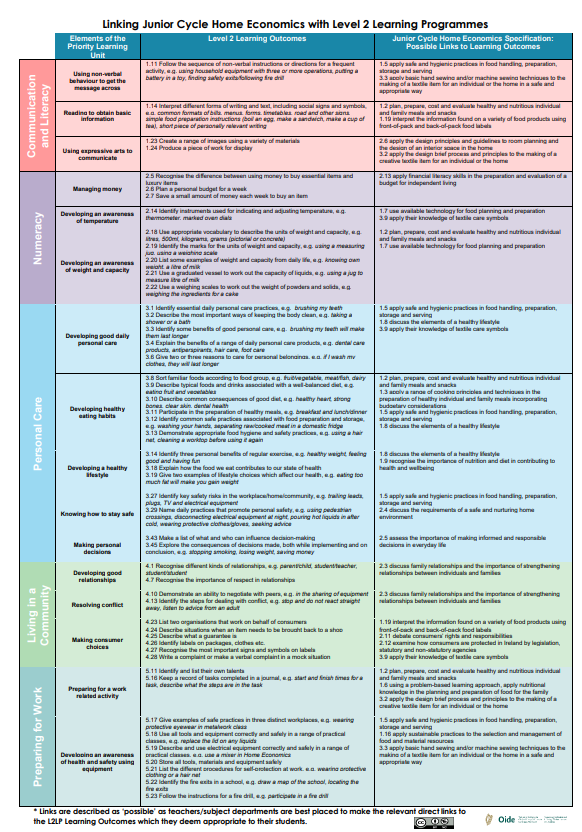 Linking Junior Cycle Home Economics with Level 2 Learning Programmes
Elements of the
Priority Learning
Unit
Level 2 Learning Outcomes
Junior Cycle Home Economics Specification:
Possible Links to Learning Outcomes
Communication
and Literacy
Using non-verbal
behaviour to get the
message across
1.11 Follow the sequence of non-verbal instructions or directions for a frequent
activity, e.g. using household equipment with three or more operations, putting a
battery in a toy, finding safety exits/following fire drill
1.5 apply safe and hygienic practices in food handling, preparation,
storage and serving
3.3 apply basic hand sewing and/or machine sewing techniques to the
making of a textile item for an individual or the home in a safe and
appropriate way
Reading to obtain basic
information
1.14 Interpret different forms of writing and text, including social signs and symbols,
e.g. common formats of bills, menus, forms, timetables, road and other signs,
simple food preparation instructions (boil an egg, make a sandwich, make a cup of
tea), short piece of personally relevant writing
1.2 plan, prepare, cost and evaluate healthy and nutritious individual
and family meals and snacks
1.19 interpret the information found on a variety of food products using
front-of-pack and back-of-pack food labels
Using expressive arts to
communicate
1.23 Create a range of images using a variety of materials
1.24 Produce a piece of work for display
2.6 apply the design principles and guidelines to room planning and
the design of an interior space in the home
3.2 apply the design brief process and principles to the making of a
creative textile item for an individual or the home
Numeracy
Managing money
2.5 Recognise the difference between using money to buy essential items and
luxury items
2.6 Plan a personal budget for a week
2.7 Save a small amount of money each week to buy an item
2.13 apply financial literacy skills in the preparation and evaluation of a
budget for independent living
Developing an awareness
of temperature
2.14 Identify instruments used for indicating and adjusting temperature, e.g.
thermometer, marked oven dials
1.7 use available technology for food planning and preparation
3.9 apply their knowledge of textile care symbols
Developing an awareness
of weight and capacity
2.18 Use appropriate vocabulary to describe the units of weight and capacity, e.g.
litres, 500ml, kilograms, grams (pictorial or concrete)
2.19 Identify the marks for the units of weight and capacity, e.g. using a measuring
jug, using a weighing scale
2.20 List some examples of weight and capacity from daily life, e.g. knowing own
weight, a litre of milk
2.21 Use a graduated vessel to work out the capacity of liquids, e.g. using a jug to
measure litre of milk
2.22 Use a weighing scales to work out the weight of powders and solids, e.g.
weighing the ingredients for a cake
1.2 plan, prepare, cost and evaluate healthy and nutritious individual
and family meals and snacks
1.7 use available technology for food planning and preparation
Personal Care
Developing good daily
personal care
3.1 Identify essential daily personal care practices, e.g. brushing my teeth
3.2 Describe the most important ways of keeping the body clean, e.g. taking a
shower or a bath
3.3 Identify some benefits of good personal care, e.g. brushing my teeth will make
them last longer
3.4 Explain the benefits of a range of daily personal care products, e.g. dental care
products, antiperspirants, hair care, foot care
3.6 Give two or three reasons to care for personal belongings, e.g. if I wash my
clothes, they will last longer
1.5 apply safe and hygienic practices in food handling, preparation,
storage and serving
1.8 discuss the elements of a healthy lifestyle
3.9 apply their knowledge of textile care symbols
Developing healthy
eating habits
3.8 Sort familiar foods according to food group, e.g. fruit/vegetable, meat/fish, dairy
3.9 Describe typical foods and drinks associated with a well-balanced diet, e.g.
eating fruit and vegetables
3.10 Describe common consequences of good diet, e.g. healthy heart, strong
bones, clear skin, dental health
3.11 Participate in the preparation of healthy meals, e.g. breakfast and lunch/dinner
3.12 Identify common safe practices associated with food preparation and storage,
e.g. washing your hands, separating raw/cooked meat in a domestic fridge
3.13 Demonstrate appropriate food hygiene and safety practices, e.g. using a hair
net, cleaning a worktop before using it again
1.2 plan, prepare, cost and evaluate healthy and nutritious individual
and family meals and snacks
1.3 apply a range of cooking principles and techniques in the
preparation of healthy individual and family meals incorporating
budgetary considerations
1.5 apply safe and hygienic practices in food handling, preparation,
storage and serving
1.8 discuss the elements of a healthy lifestyle
Developing a healthy
lifestyle
3.14 Identify three personal benefits of regular exercise, e.g. healthy weight, feeling
good and having fun
3.18 Explain how the food we eat contributes to our state of health
3.19 Give two examples of lifestyle choices which affect our health, e.g. eating too
much fat will make you gain weight
1.8 discuss the elements of a healthy lifestyle
1.9 recognise the importance of nutrition and diet in contributing to
health and wellbeing
Knowing how to stay safe
3.27 Identify key safety risks in the workplace/home/community, e.g. trailing leads,
plugs, TV and electrical equipment
3.29 Name daily practices that promote personal safety, e.g. using pedestrian
crossings, disconnecting electrical equipment at night, pouring hot liquids in after
cold, wearing protective clothes/gloves, seeking advice
1.5 apply safe and hygienic practices in food handling, preparation,
storage and serving
2.4 discuss the requirements of a safe and nurturing home
environment
Making personal
decisions
3.43 Make a list of what and who can influence decision-making
3.45 Explore the consequences of decisions made, both while implementing and on
conclusion, e.g. stopping smoking, losing weight, saving money
2.5 assess the importance of making informed and responsible
decisions in everyday life
Living in a
Community
Developing good
relationships
4.1 Recognise different kinds of relationships, e.g. parent/child, student/teacher,
student/student
4.7 Recognise the importance of respect in relationships
2.3 discuss family relationships and the importance of strengthening
relationships between individuals and families
Resolving conflict
4.10 Demonstrate an ability to negotiate with peers, e.g. in the sharing of equipment
4.13 Identify the steps for dealing with conflict, e.g. stop and do not react straight
away, listen to advice from an adult
2.3 discuss family relationships and the importance of strengthening
relationships between individuals and families
Making consumer
choices
4.23 List two organisations that work on behalf of consumers
4.24 Describe situations when an item needs to be brought back to a shop
4.25 Describe what a guarantee is
4.26 Identify labels on packages, clothes etc.
4.27 Recognise the most important signs and symbols on labels
4.28 Write a complaint or make a verbal complaint in a mock situation
1.19 interpret the information found on a variety of food products using
front-of-pack and back-of-pack food labels
2.11 debate consumers' rights and responsibilities
2.12 examine how consumers are protected in Ireland by legislation,
statutory and non-statutory agencies
3.9 apply their knowledge of textile care symbols
Preparing for Work
Preparing for a work
related activity
5.11 Identify and list their own talents
5.16 Keep a record of tasks completed in a journal, e.g. start and finish times for a
task, describe what the steps are in the task
1.2 plan, prepare, cost and evaluate healthy and nutritious individual
and family meals and snacks
1.6 using a problem-based learning approach, apply nutritional
knowledge in the planning and preparation of food for the family
3.2 apply the design brief process and principles to the making of a
creative textile item for an individual or the home
Developing an awareness
of health and safety using
equipment
5.17 Give examples of safe practices in three distinct workplaces, e.g. wearing
protective eyewear in metalwork class
5.18 Use all tools and equipment correctly and safely in a range of practical
classes, e.g. replace the lid on any liquids
5.19 Describe and use electrical equipment correctly and safely in a range of
practical classes e.g. use a mixer in Home Economics
5.20 Store all tools, materials and equipment safely
5.21 List the different procedures for self-protection at work, e.g. wearing protective
clothing or a hair net
5.22 Identify the fire exits in a school, e.g. draw a map of the school, locating the
fire exits
5.23 Follow the instructions for a fire drill, e.g. participate in a fire drill
1.5 apply safe and hygienic practices in food handling, preparation,
storage and serving
1.16 apply sustainable practices to the selection and management of
food and material resources
3.3 apply basic hand sewing and/or machine sewing techniques to the
making of a textile item for an individual or the home in a safe and
appropriate way
* Links are described as 'possible' as teachers/subject departments are best placed to make the relevant direct links to
the L2LP Learning Outcomes which they deem appropriate to their students.
Oide